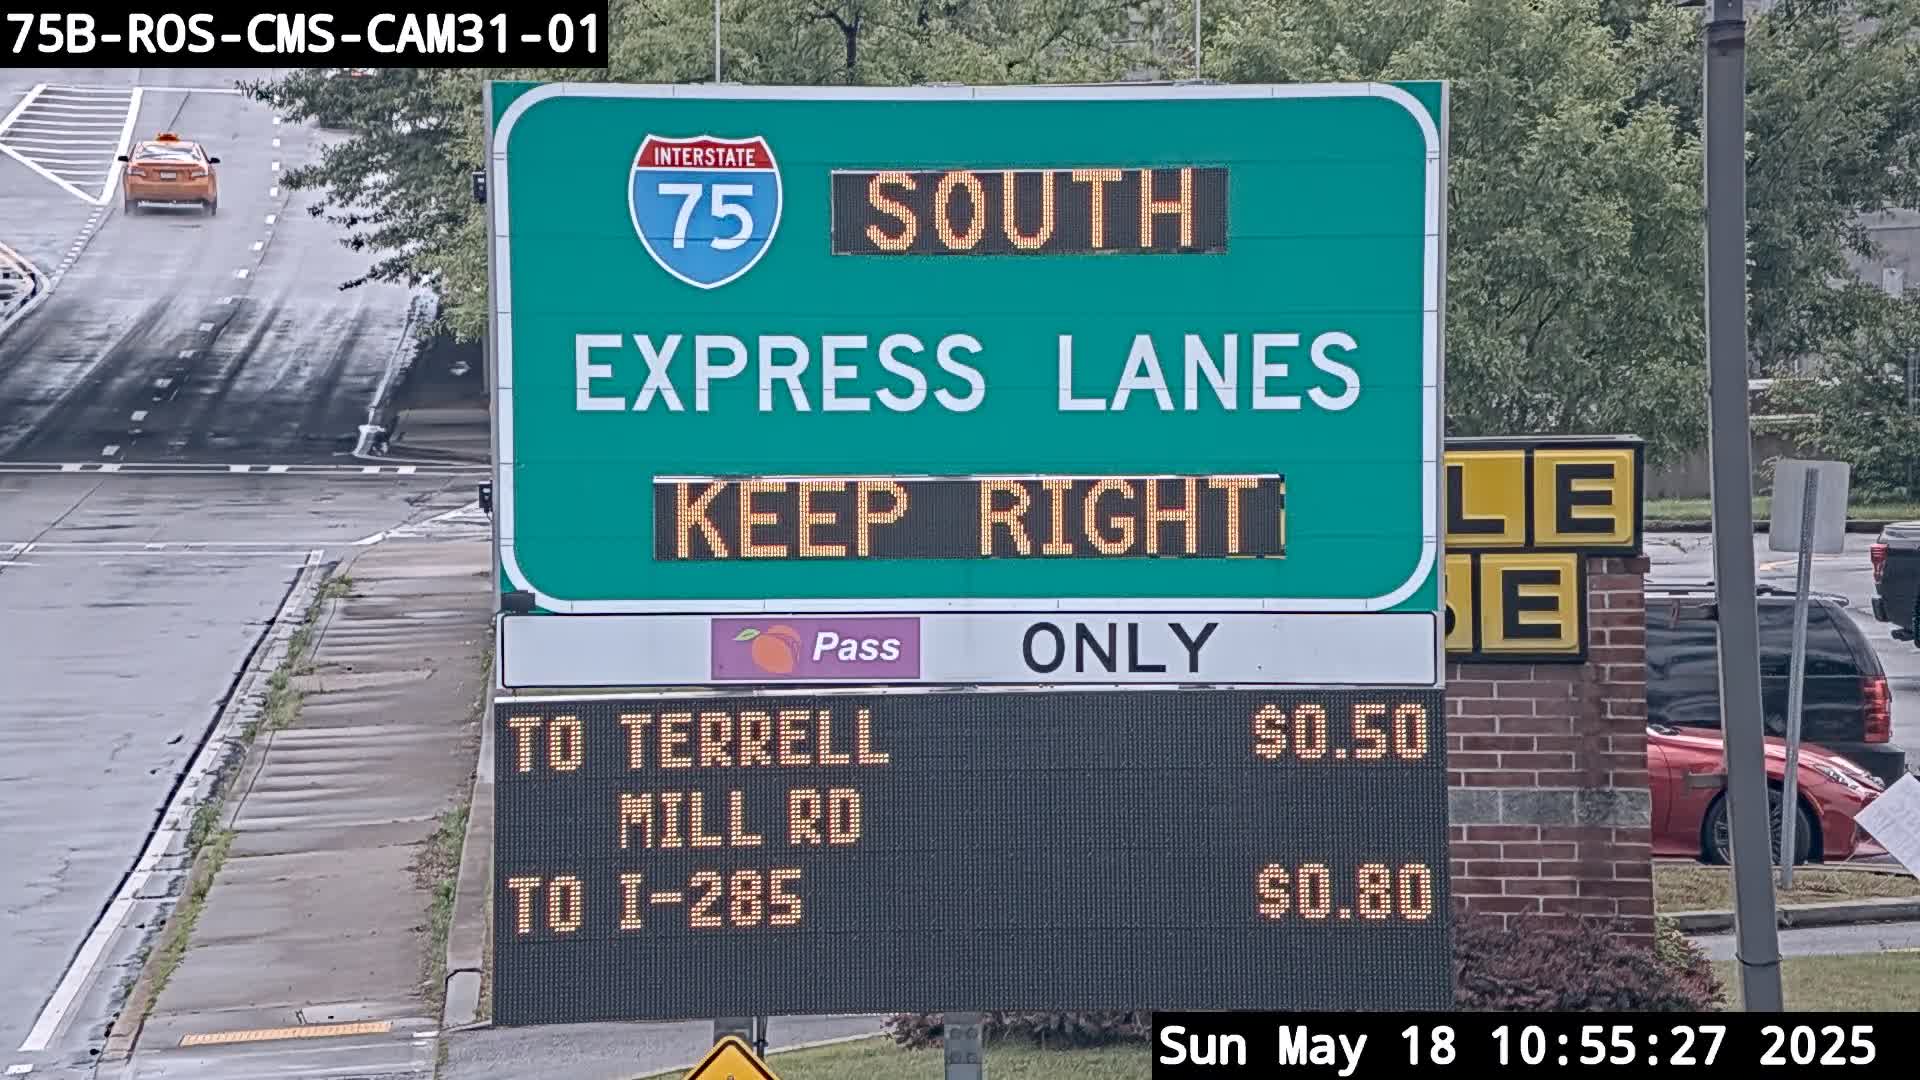 75B-ROS-CMS-CAM31-01
INTERSTATE
75
SOUTH
EXPRESS LANES
KEEP RIGHT
Pass ONLY
TO TERRELL $0.50
MILL RD
TO I-285 $0.80
LE
E
Sun May 18 10:55:27 2025